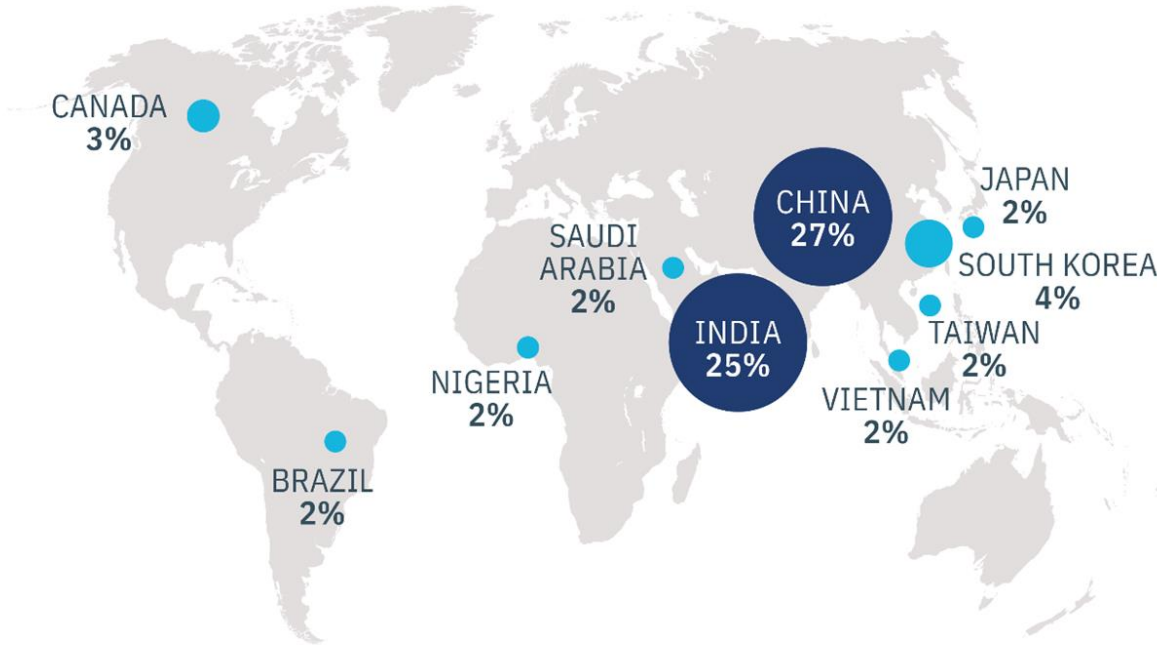 CANADA
3%
CHINA
27%
JAPAN
2%
SAUDI
ARABIA
2%
SOUTH KOREA
4%
INDIA
25%
TAIWAN
2%
NIGERIA
2%
VIETNAM
2%
BRAZIL
2%